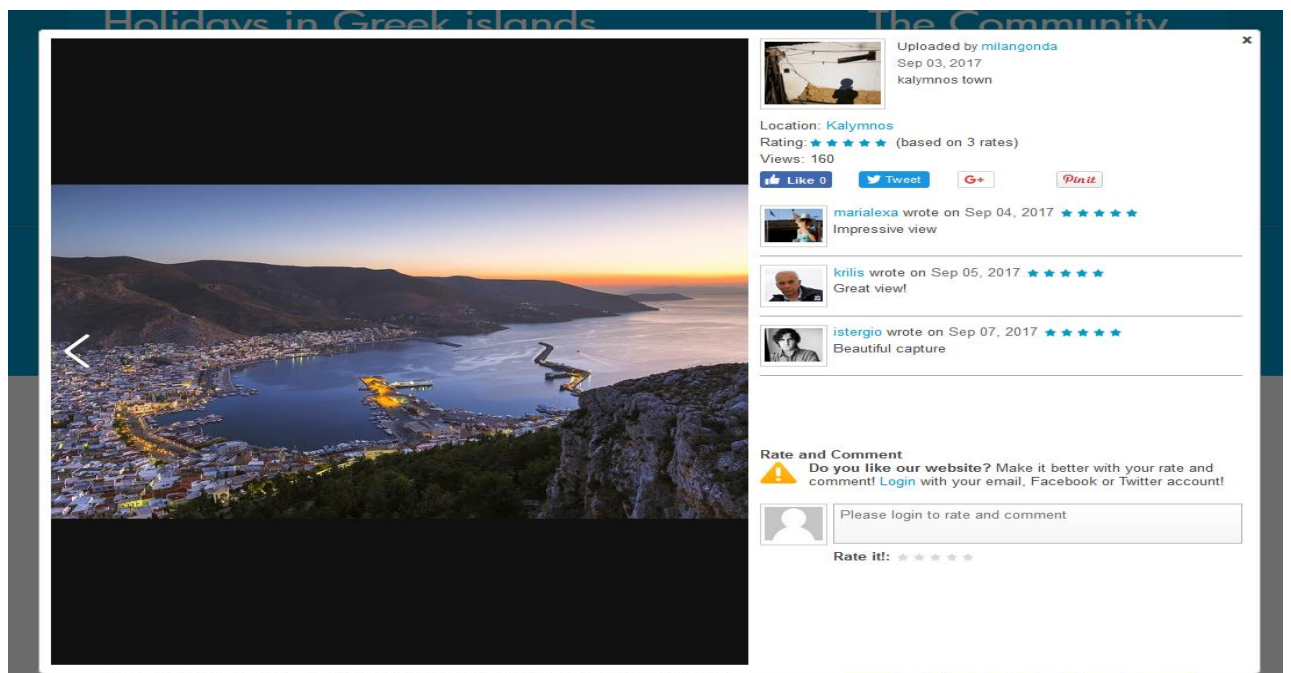 Holidays in Greek islands
The Community
x
Uploaded by milangonda
Sep 03, 2017
kalymnos town
Location: Kalymnos
Rating: ★ ★ ★ ★ ★ (based on 3 rates)
Views: 160
Like 0
Tweet
G+
Pin it
marialexa wrote on Sep 04, 2017 ★ ★ ★ ★ ★
Impressive view
krilis wrote on Sep 05, 2017 ★ ★ ★ ★ ★
Great view!
istergio wrote on Sep 07, 2017 ★ ★ ★ ★ ★
Beautiful capture
Rate and Comment
Do you like our website? Make it better with your rate and
comment! Login with your email, Facebook or Twitter account!
Please login to rate and comment
Rate it!: ★ ★ ★ ★ ★